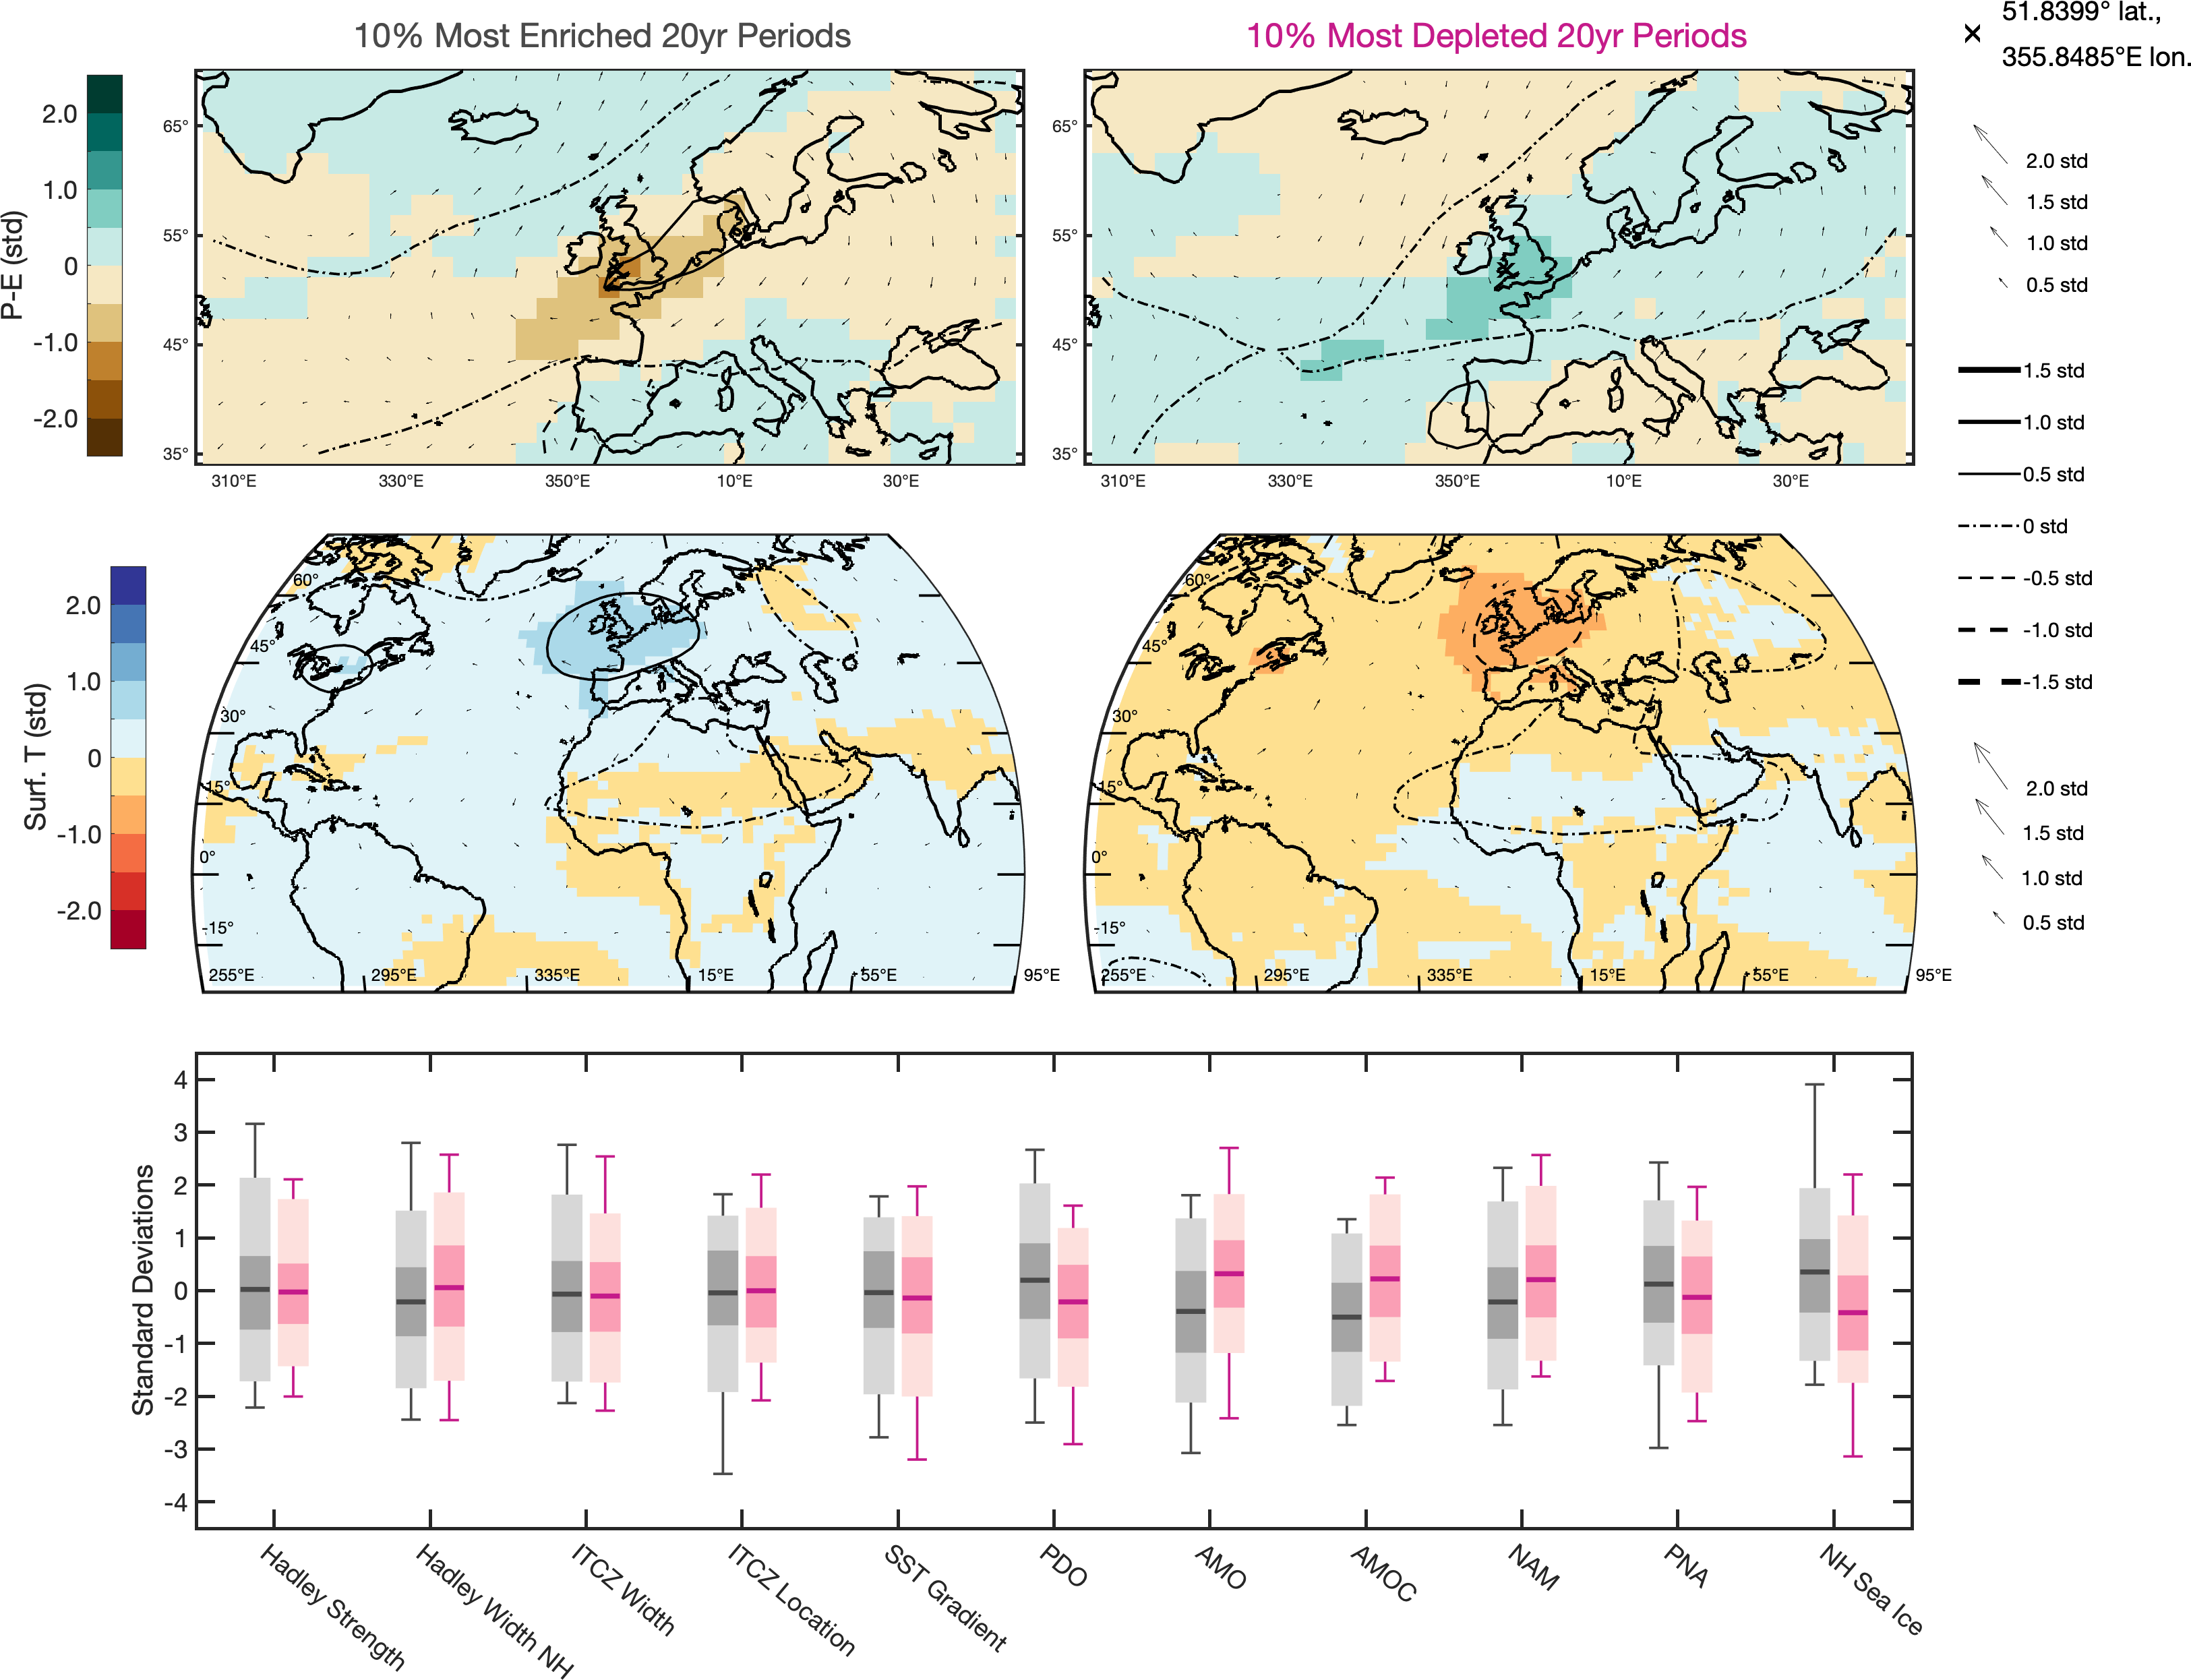 10% Most Enriched 20yr Periods
10% Most Depleted 20yr Periods
51.8399° lat.,
355.8485°E lon.
P-E (std)
2.0
1.0
0
-1.0
-2.0
65°
55°
45°
35°
310°E
330°E
350°E
10°E
30°E
65°
55°
45°
35°
310°E
330°E
350°E
10°E
30°E
2.0 std
1.5 std
1.0 std
0.5 std
1.5 std
1.0 std
0.5 std
0 std
-0.5 std
-1.0 std
-1.5 std
Surf. T (std)
2.0
1.0
0
-1.0
-2.0
60°
45°
30°
15°
0°
-15°
255°E
295°E
335°E
15°E
55°E
95°E
60°
45°
30°
15°
0°
-15°
255°E
295°E
335°E
15°E
55°E
95°E
2.0 std
1.5 std
1.0 std
0.5 std
Standard Deviations
4
3
2
1
0
-1
-2
-3
-4
Hadley Strength
Hadley Width NH
ITCZ Width
ITCZ Location
SST Gradient
PDO
AMO
AMOC
NAM
PNA
NH Sea Ice